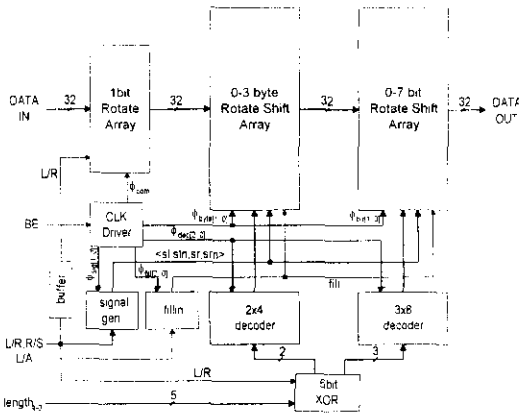 1bit
Rotate
Array
0-3 byte
Rotate Shift
Array
0-7 bit
Rotate Shift
Array
DATA
IN
32
32
32
32
DATA
OUT
L/R
BE
CLK
Driver
<sl sln,sr,srn>
buffer
signal
gen
fillin
fill
2x4
decoder
3x8
decoder
L/R,R/S
L/A
2
3
L/R
5
5bit
XOR